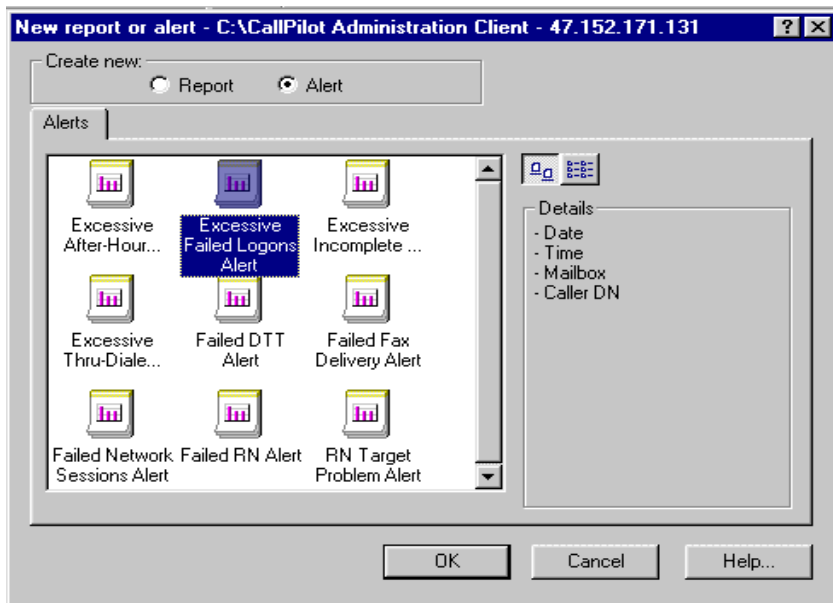 New report or alert - C:\CallPilot Administration Client - 47.152.171.131
Create new:
Report
Alert
Alerts
Excessive
After-Hour...
Excessive
Failed Logons
Alert
Excessive
Incomplete ...
Excessive
Thru-Diale...
Failed DTT
Alert
Failed Fax
Delivery Alert
Failed Network
Sessions Alert
Failed RN Alert
RN Target
Problem Alert
Details
- Date
- Time
- Mailbox
- Caller DN
OK
Cancel
Help...